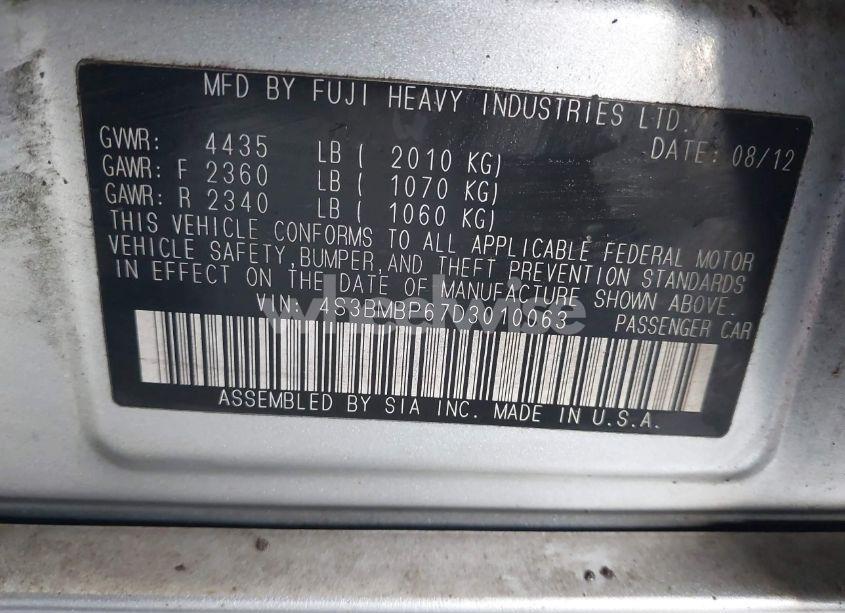 MFD BY FUJI HEAVY INDUSTRIES LTD.
DATE: 08/12
GVWR: 4435 LB ( 2010 KG)
GAWR: F 2360 LB ( 1070 KG)
GAWR: R 2340 LB ( 1060 KG)
THIS VEHICLE CONFORMS TO ALL APPLICABLE FEDERAL MOTOR
VEHICLE SAFETY,BUMPER,AND THEFT PREVENTION STANDARDS
IN EFFECT ON THE DATE OF MANUFACTURE SHOWN ABOVE.
VIN: 4S3BMBP67D3010063 PASSENGER CAR
wheelwise
ASSEMBLED BY SIA INC. MADE IN U.S.A.